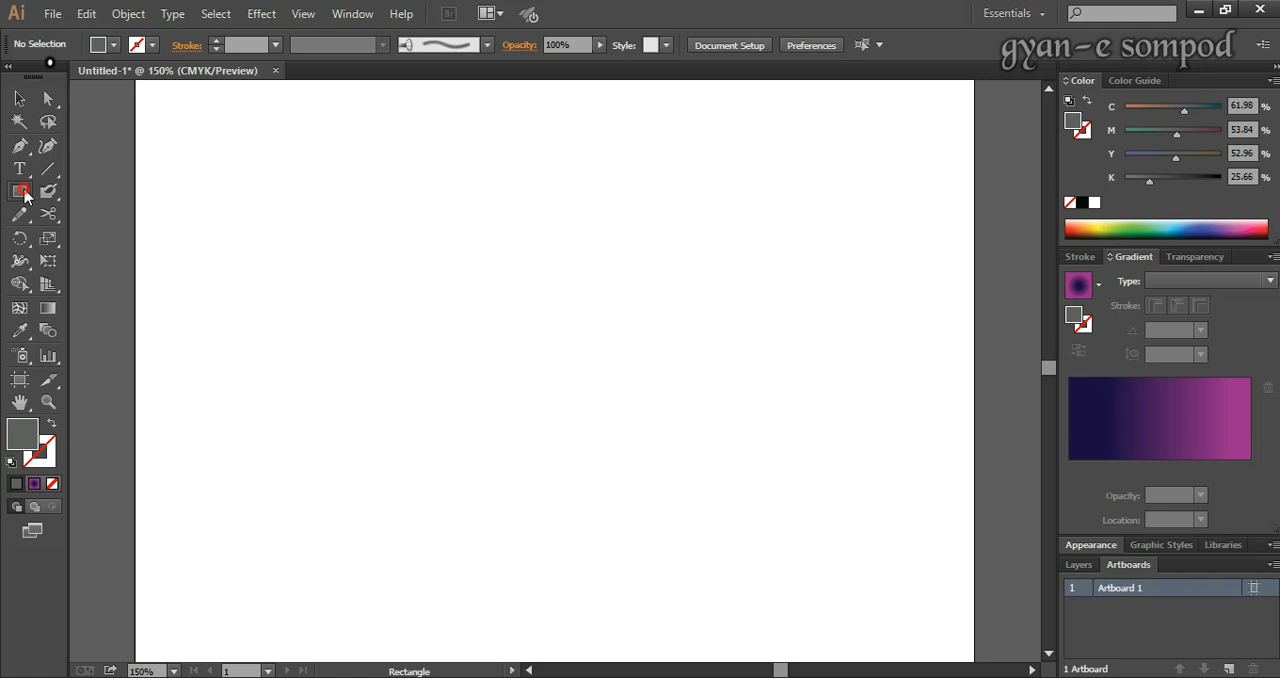 Ai File Edit Object Type Select Effect View Window Help Br Essentials
No Selection Stroke: Opacity: 100% Style: Document Setup Preferences
gyan-e sompod
Untitled-1* @ 150% (CMYK/Preview) ×
Color Color Guide
C 61.98 %
M 53.84 %
Y 52.96 %
K 25.66 %
T
Stroke Gradient Transparency
Type:
Stroke:
Opacity:
Location:
Appearance Graphic Styles Libraries
Layers Artboards
1 Artboard 1
150% 1 Rectangle
1 Artboard